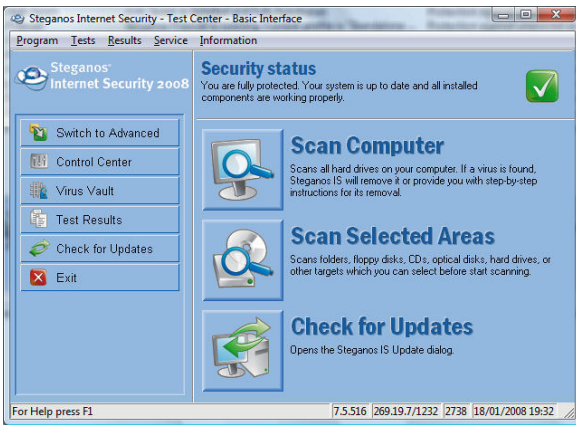 Steganos Internet Security - Test Center - Basic Interface
Program Tests Results Service Information
Steganos
Internet Security 2008
Security status
You are fully protected. Your system is up to date and all installed
components are working properly.
Switch to Advanced
Control Center
Virus Vault
Test Results
Check for Updates
Exit
Scan Computer
Scans all hard drives on your computer. If a virus is found,
Steganos IS will remove it or provide you with step-by-step
instructions for its removal.
Scan Selected Areas
Scans folders, floppy disks, CDs, optical disks, hard drives, or
other targets which you can select before start scanning.
Check for Updates
Opens the Steganos IS Update dialog.
For Help press F1
7.5.516 269.19.7/1232 2738 18/01/2008 19:32